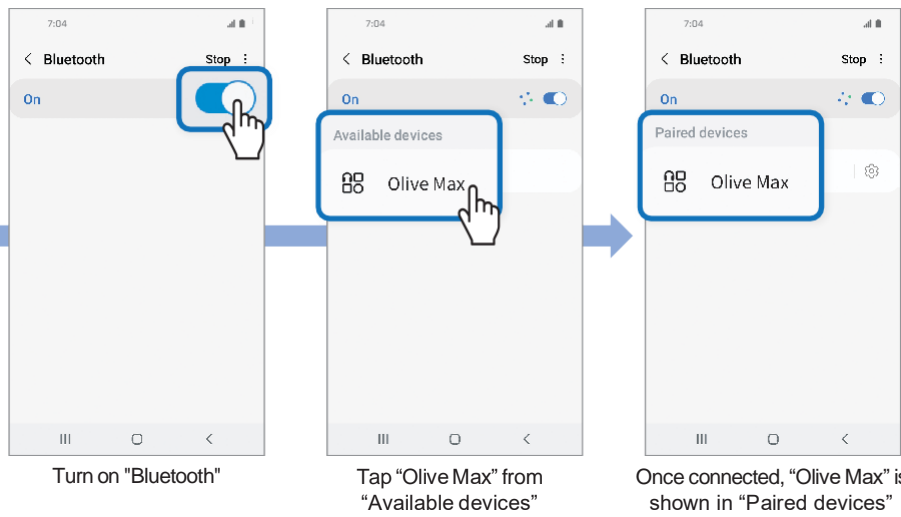 7:04
Bluetooth Stop
On
Turn on "Bluetooth"
7:04
Bluetooth Stop
On
Available devices
Olive Max
Tap “Olive Max” from
“Available devices”
7:04
Bluetooth Stop
On
Paired devices
Olive Max
Once connected, “Olive Max” is
shown in “Paired devices”